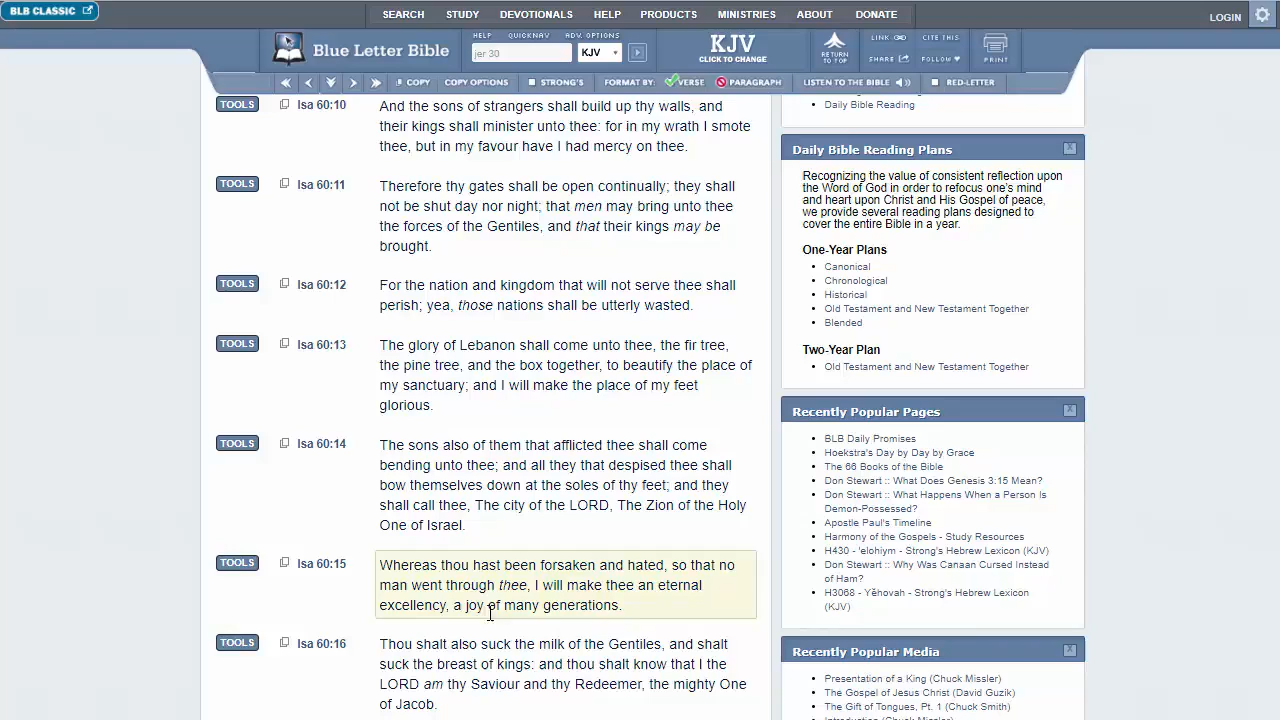 BLB CLASSIC
SEARCH STUDY DEVOTIONALS HELP PRODUCTS MINISTRIES ABOUT DONATE
LOGIN
Blue Letter Bible
HELP QUICKNAV ADV. OPTIONS
jer 30 KJV
KJV
CLICK TO CHANGE
RETURN
TO TOP
LINK CITE THIS
SHARE FOLLOW
PRINT
COPY COPY OPTIONS STRONG'S FORMAT BY: VERSE PARAGRAPH LISTEN TO THE BIBLE RED-LETTER
TOOLS Isa 60:10 And the sons of strangers shall build up thy walls, and
their kings shall minister unto thee: for in my wrath I smote
thee, but in my favour have I had mercy on thee.
TOOLS Isa 60:11 Therefore thy gates shall be open continually; they shall
not be shut day nor night; that men may bring unto thee
the forces of the Gentiles, and that their kings may be
brought.
TOOLS Isa 60:12 For the nation and kingdom that will not serve thee shall
perish; yea, those nations shall be utterly wasted.
TOOLS Isa 60:13 The glory of Lebanon shall come unto thee, the fir tree,
the pine tree, and the box together, to beautify the place of
my sanctuary; and I will make the place of my feet
glorious.
TOOLS Isa 60:14 The sons also of them that afflicted thee shall come
bending unto thee; and all they that despised thee shall
bow themselves down at the soles of thy feet; and they
shall call thee, The city of the LORD, The Zion of the Holy
One of Israel.
TOOLS Isa 60:15 Whereas thou hast been forsaken and hated, so that no
man went through thee, I will make thee an eternal
excellency, a joy of many generations.
TOOLS Isa 60:16 Thou shalt also suck the milk of the Gentiles, and shalt
suck the breast of kings: and thou shalt know that I the
LORD am thy Saviour and thy Redeemer, the mighty One
of Jacob.
Daily Bible Reading
Daily Bible Reading Plans X
Recognizing the value of consistent reflection upon
the Word of God in order to refocus one's mind
and heart upon Christ and His Gospel of peace,
we provide several reading plans designed to
cover the entire Bible in a year.
One-Year Plans
Canonical
Chronological
Historical
Old Testament and New Testament Together
Blended
Two-Year Plan
Old Testament and New Testament Together
Recently Popular Pages X
BLB Daily Promises
Hoekstra's Day by Day by Grace
The 66 Books of the Bible
Don Stewart :: What Does Genesis 3:15 Mean?
Don Stewart :: What Happens When a Person Is
Demon-Possessed?
Apostle Paul's Timeline
Harmony of the Gospels - Study Resources
H430 - 'elohiym - Strong's Hebrew Lexicon (KJV)
Don Stewart :: Why Was Canaan Cursed Instead
of Ham?
H3068 - Yĕhovah - Strong's Hebrew Lexicon
(KJV)
Recently Popular Media X
Presentation of a King (Chuck Missler)
The Gospel of Jesus Christ (David Guzik)
The Gift of Tongues, Pt. 1 (Chuck Smith)
Introduction (Chuck Missler)